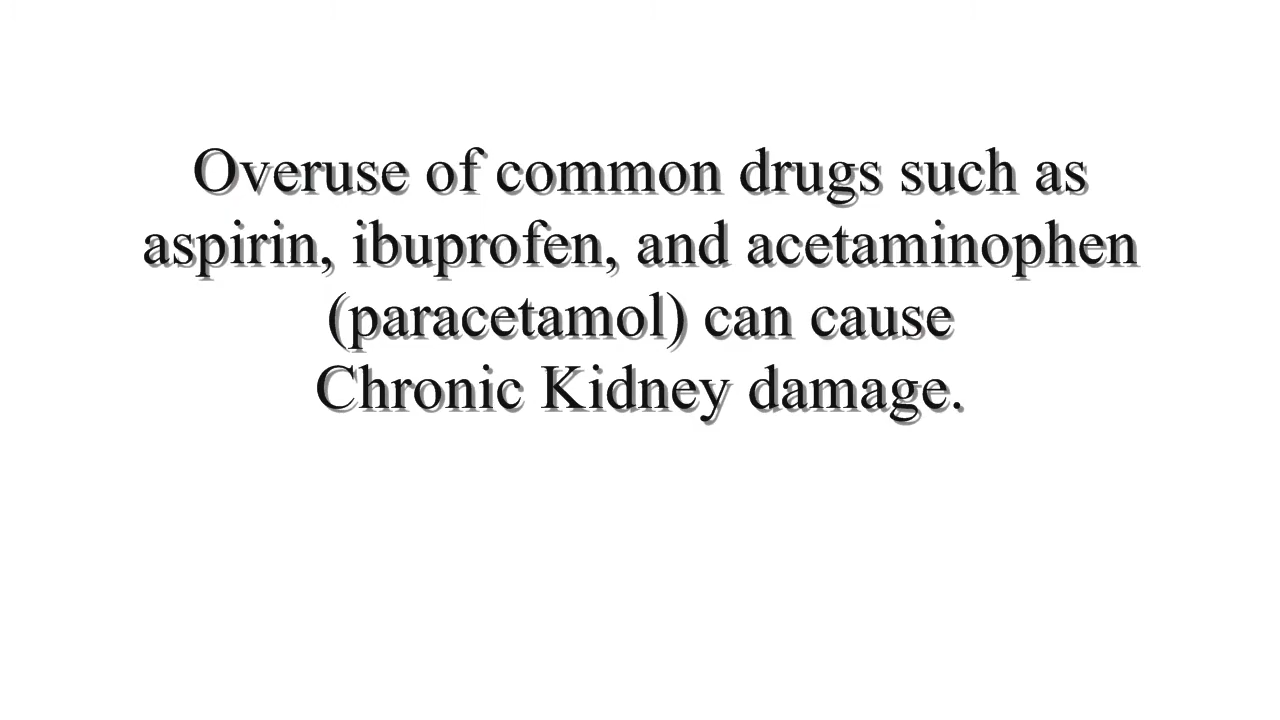 Overuse of common drugs such as
aspirin, ibuprofen, and acetaminophen
(paracetamol) can cause
Chronic Kidney damage.